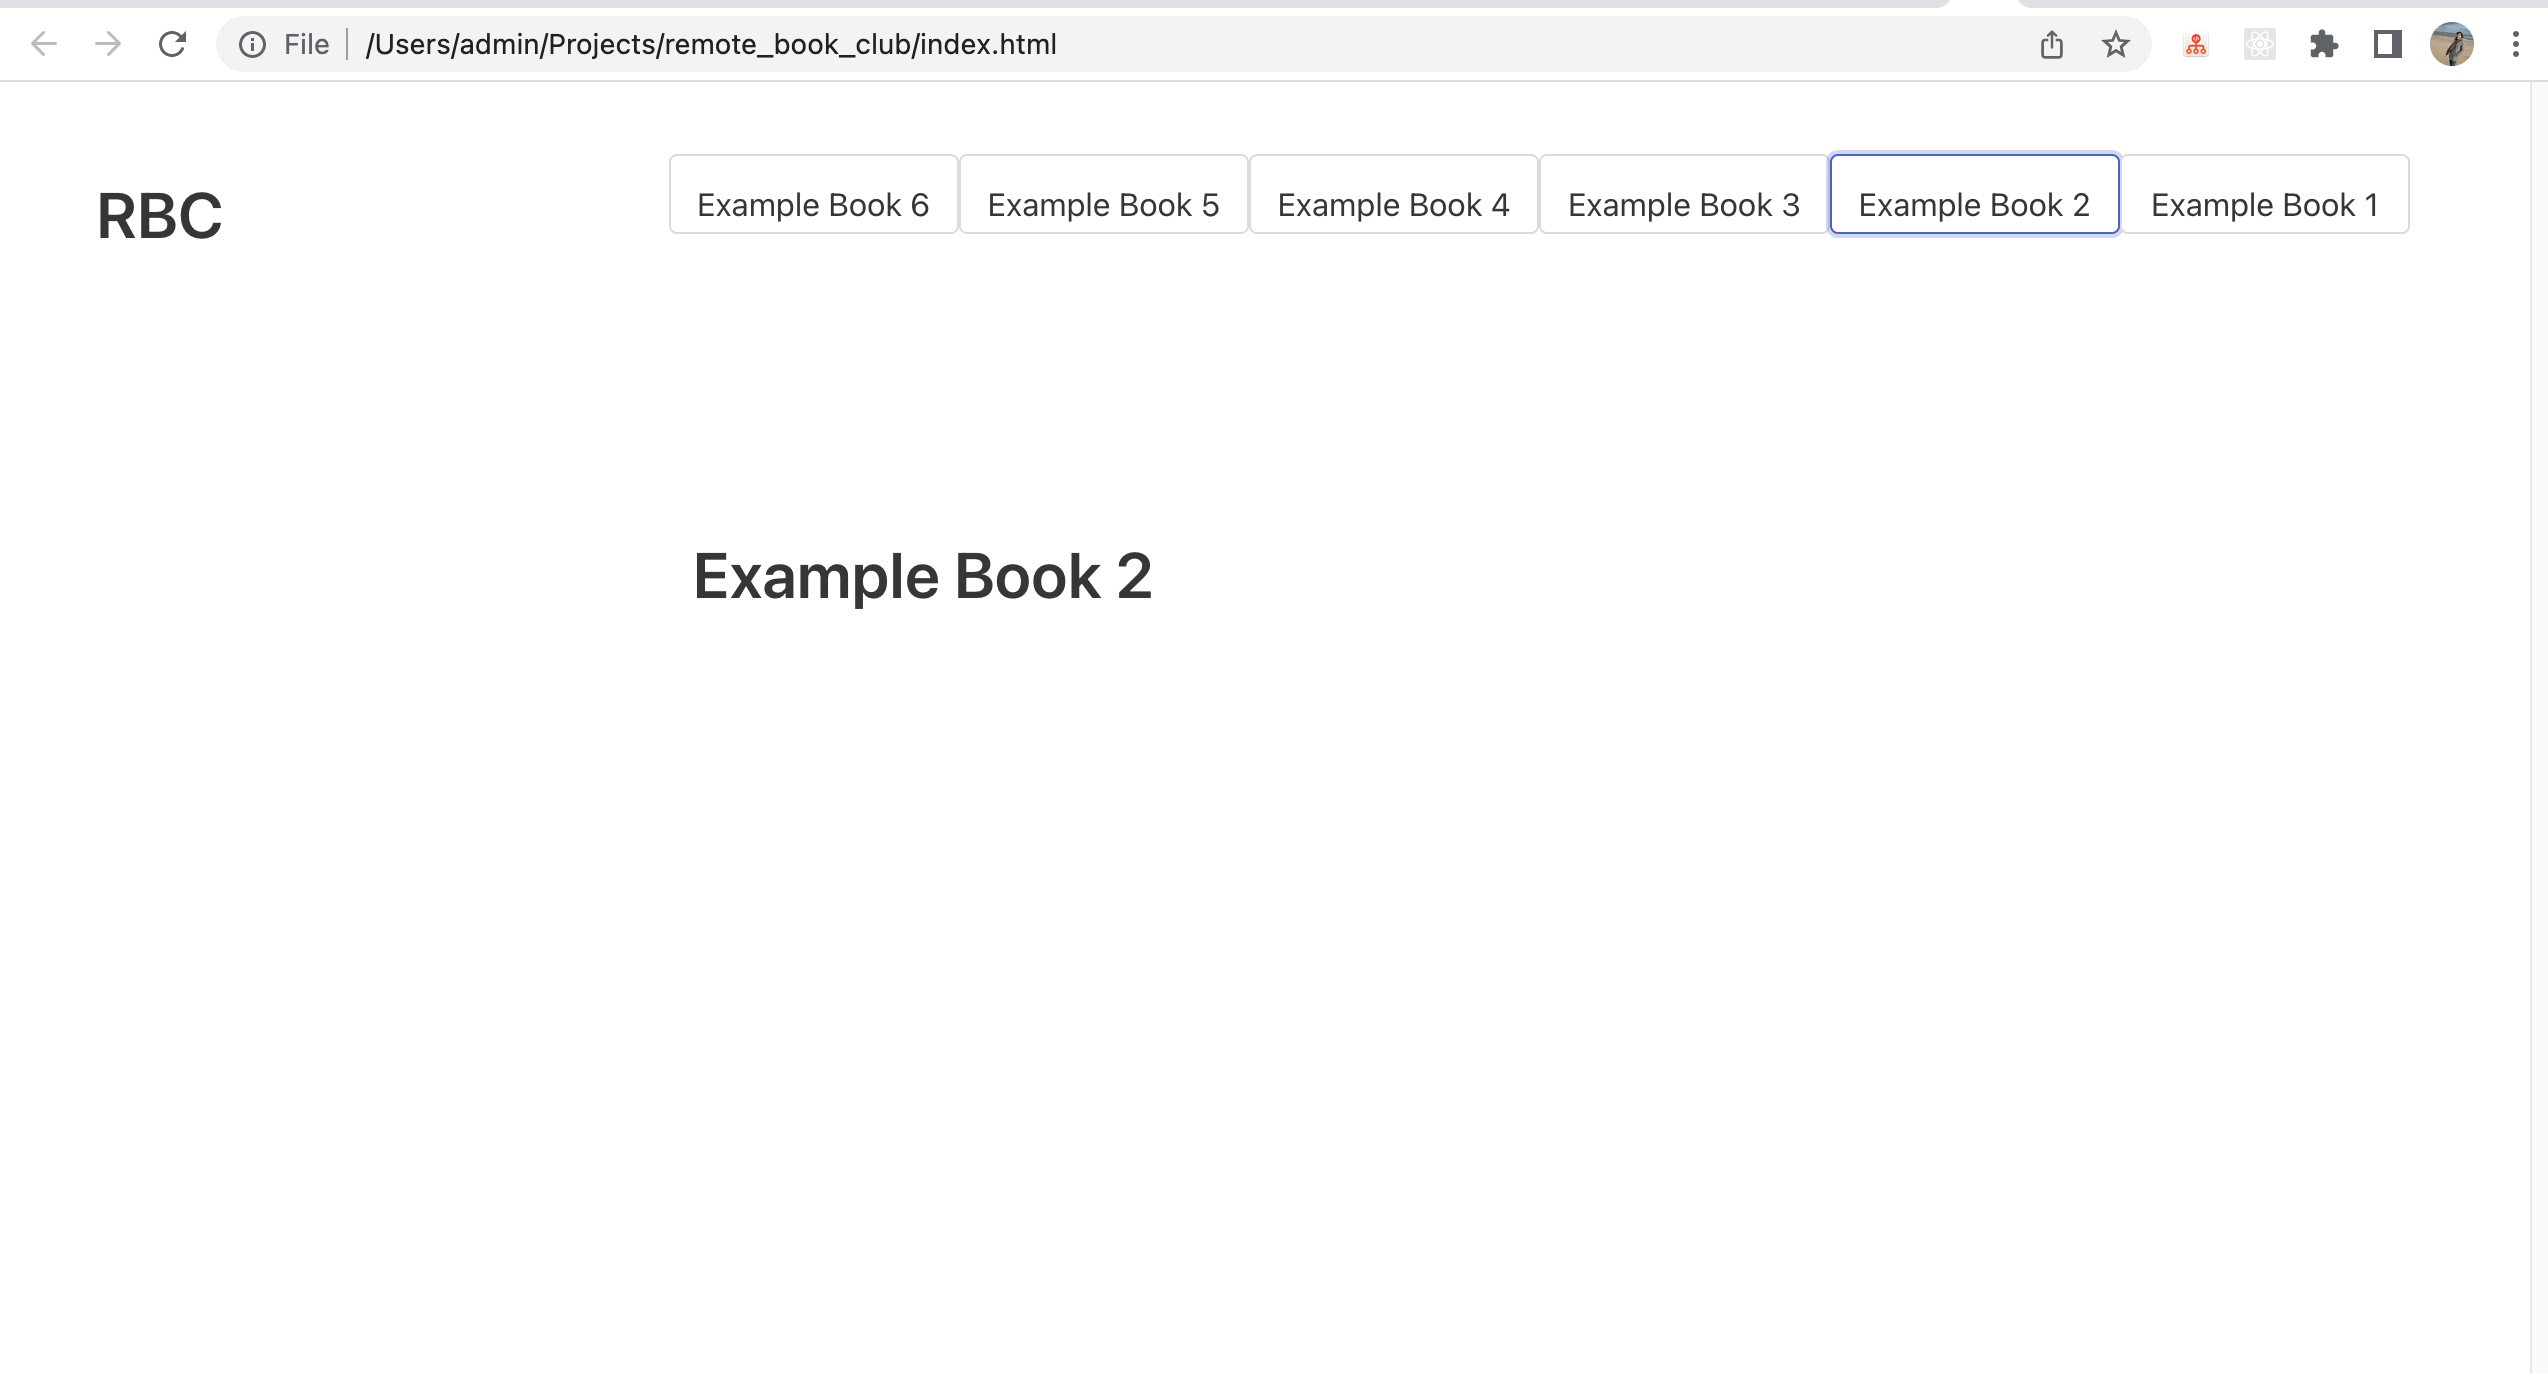 File /Users/admin/Projects/remote_book_club/index.html
RBC
Example Book 6 Example Book 5 Example Book 4 Example Book 3 Example Book 2 Example Book 1
Example Book 2